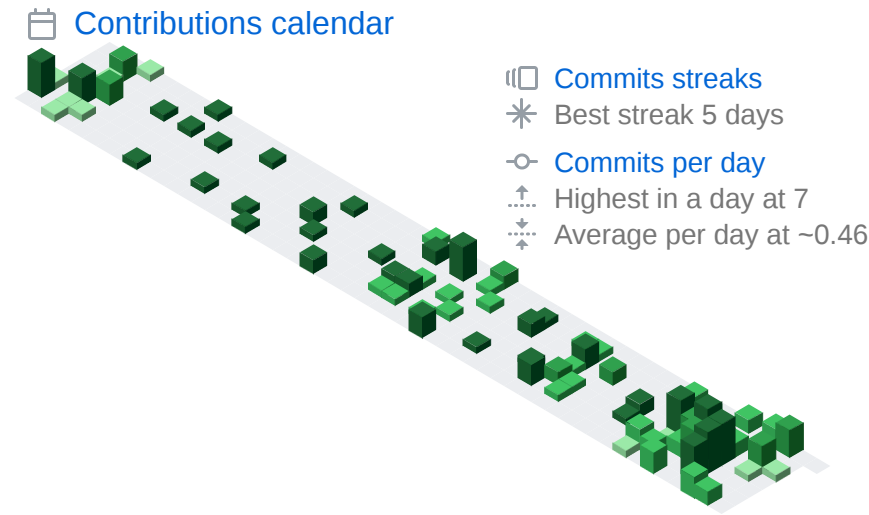 Contributions calendar
Commits streaks
Best streak 5 days
Commits per day
Highest in a day at 7
Average per day at ~0.46